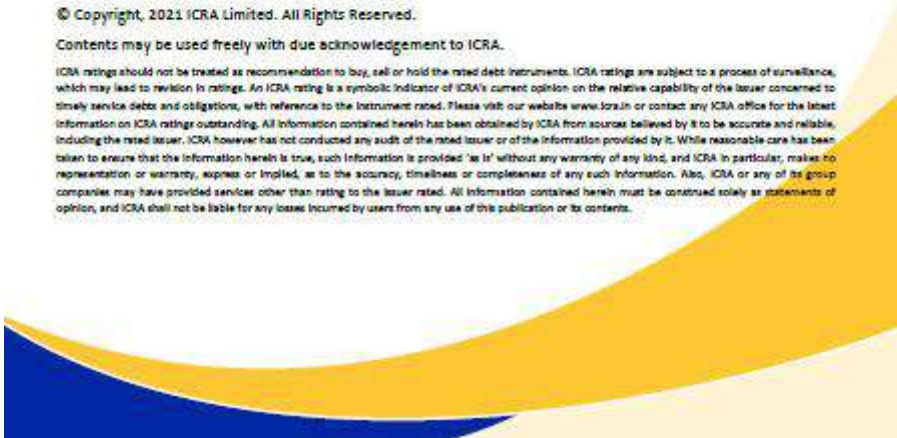 © Copyright, 2021 ICRA Limited. All Rights Reserved.
Contents may be used freely with due acknowledgement to ICRA.
ICRA ratings should not be treated as recommendation to buy, sell or hold the rated debt instruments. ICRA ratings are subject to a process of surveillance,
which may lead to revision in ratings. An ICRA rating is a symbolic indicator of ICRA's current opinion on the relative capability of the issuer concerned to
timely service debts and obligations, with reference to the instrument rated. Please visit our website www.icra.in or contact any ICRA office for the latest
information on ICRA ratings outstanding. All information contained herein has been obtained by ICRA from sources believed by it to be accurate and reliable,
including the rated issuer. ICRA however has not conducted any audit of the rated issuer or of the information provided by it. While reasonable care has been
taken to ensure that the information herein is true, such information is provided 'as is' without any warranty of any kind, and ICRA in particular, makes no
representation or warranty, express or implied, as to the accuracy, timeliness or completeness of any such information. Also, ICRA or any of its group
companies may have provided services other than rating to the issuer rated. All information contained herein must be construed solely as statements of
opinion, and ICRA shall not be liable for any losses incurred by users from any use of this publication or its contents.